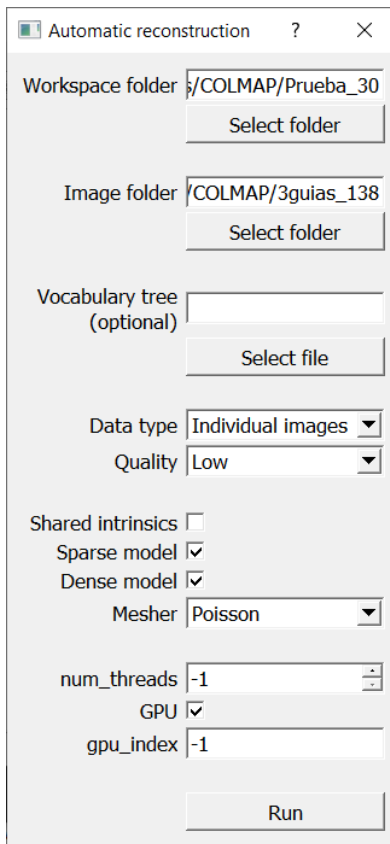 Automatic reconstruction ? ×
Workspace folder s/COLMAP/Prueba_30
Select folder
Image folder /COLMAP/3guias_138
Select folder
Vocabulary tree
(optional)
Select file
Data type Individual images
Quality Low
Shared intrinsics
Sparse model
Dense model
Mesher Poisson
num_threads -1
GPU
gpu_index -1
Run